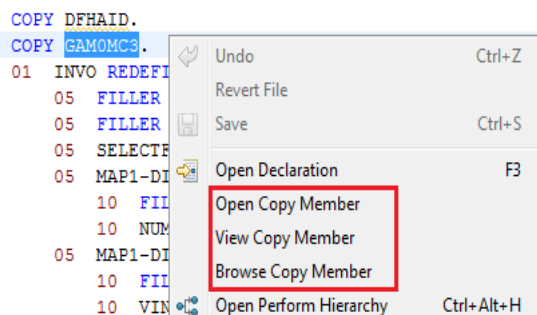 COPY DFHAID.
COPY GAM0MC3.
01 INVO REDEFI
05 FILLER
05 FILLER
05 SELECTF
05 MAP1-DI
10 FIL
10 NUM
05 MAP1-DI
10 FIL
10 VIN
Undo Ctrl+Z
Revert File
Save Ctrl+S
Open Declaration F3
Open Copy Member
View Copy Member
Browse Copy Member
Open Perform Hierarchy Ctrl+Alt+H